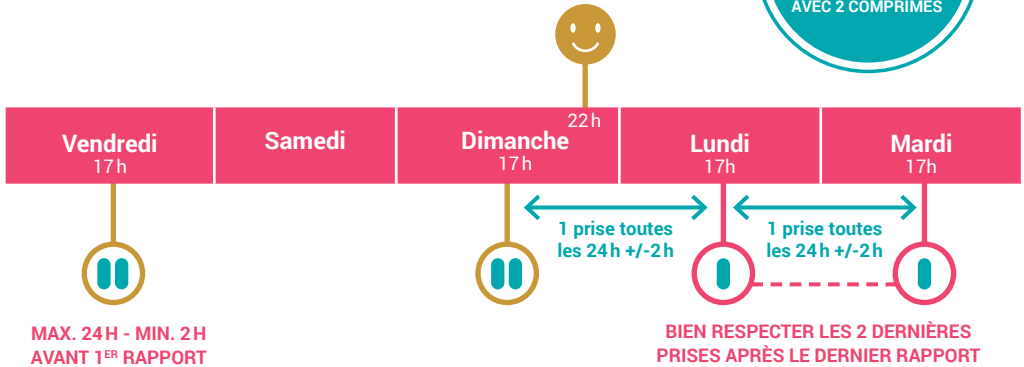 AVEC 2 COMPRIMÉS
22 h
Vendredi
17 h
Samedi
Dimanche
17 h
Lundi
17 h
Mardi
17 h
1 prise toutes
les 24 h +/-2 h
1 prise toutes
les 24 h +/-2 h
MAX. 24 H - MIN. 2 H
AVANT 1ER RAPPORT
BIEN RESPECTER LES 2 DERNIÈRES
PRISES APRÈS LE DERNIER RAPPORT